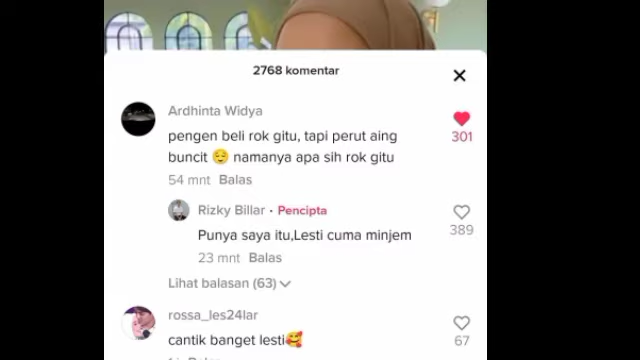 2768 komentar
Ardhinta Widya
pengen beli rok gitu, tapi perut aing
buncit 😌 namanya apa sih rok gitu
301
54 mnt Balas
Rizky Billar · Pencipta
Punya saya itu,Lesti cuma minjem
389
23 mnt Balas
Lihat balasan (63)
rossa_les24lar
cantik banget lesti🥰
67